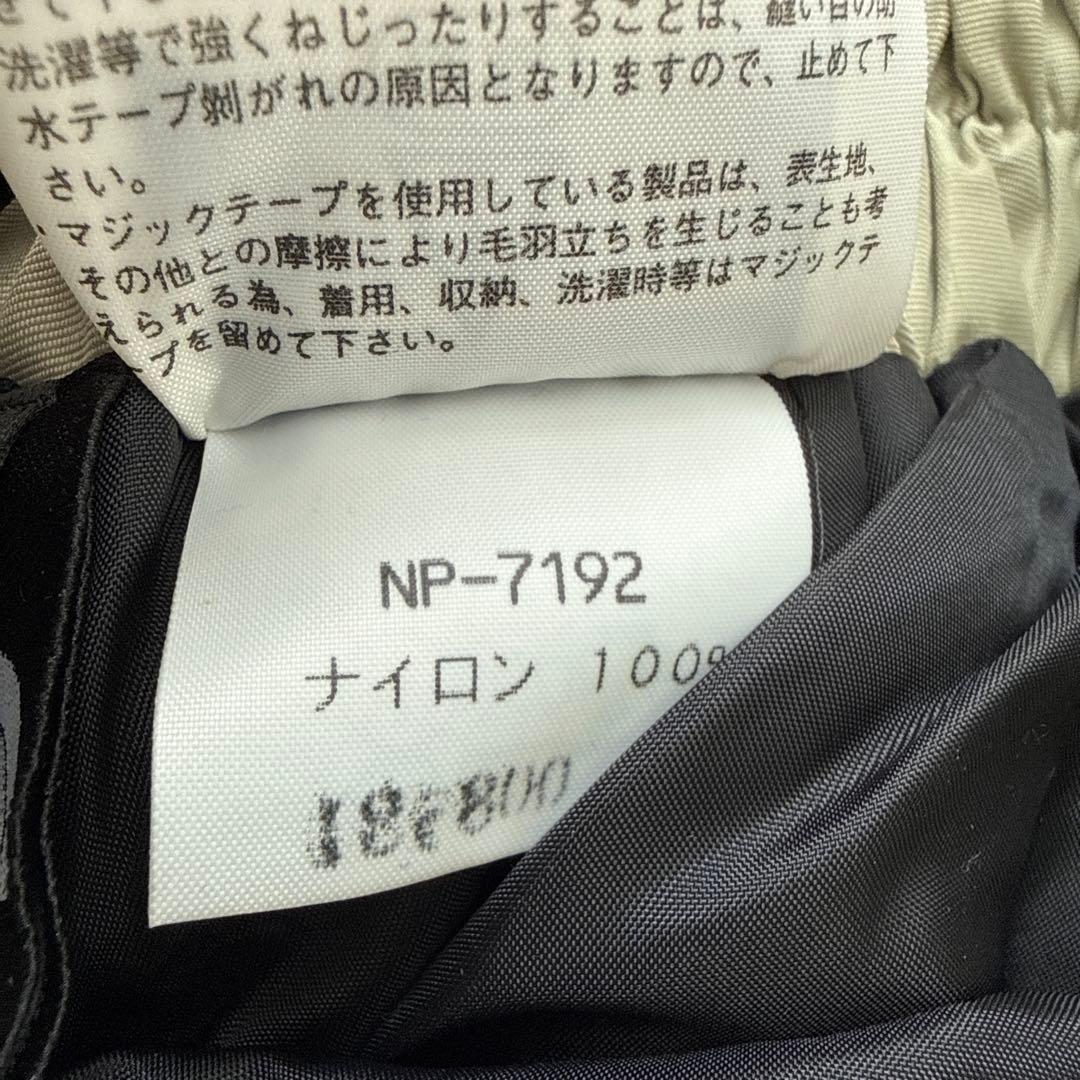 洗濯等で強くねじったりすることは、縫い目の防
水テープ剝がれの原因となりますので、止めて下
さい。
・マジックテープを使用している製品は、表生地、
その他との摩擦により毛羽立ちを生じることも考
えられる為、着用、収納、洗濯時等はマジックテ
ープを留めて下さい。
NP-7192
ナイロン 100%